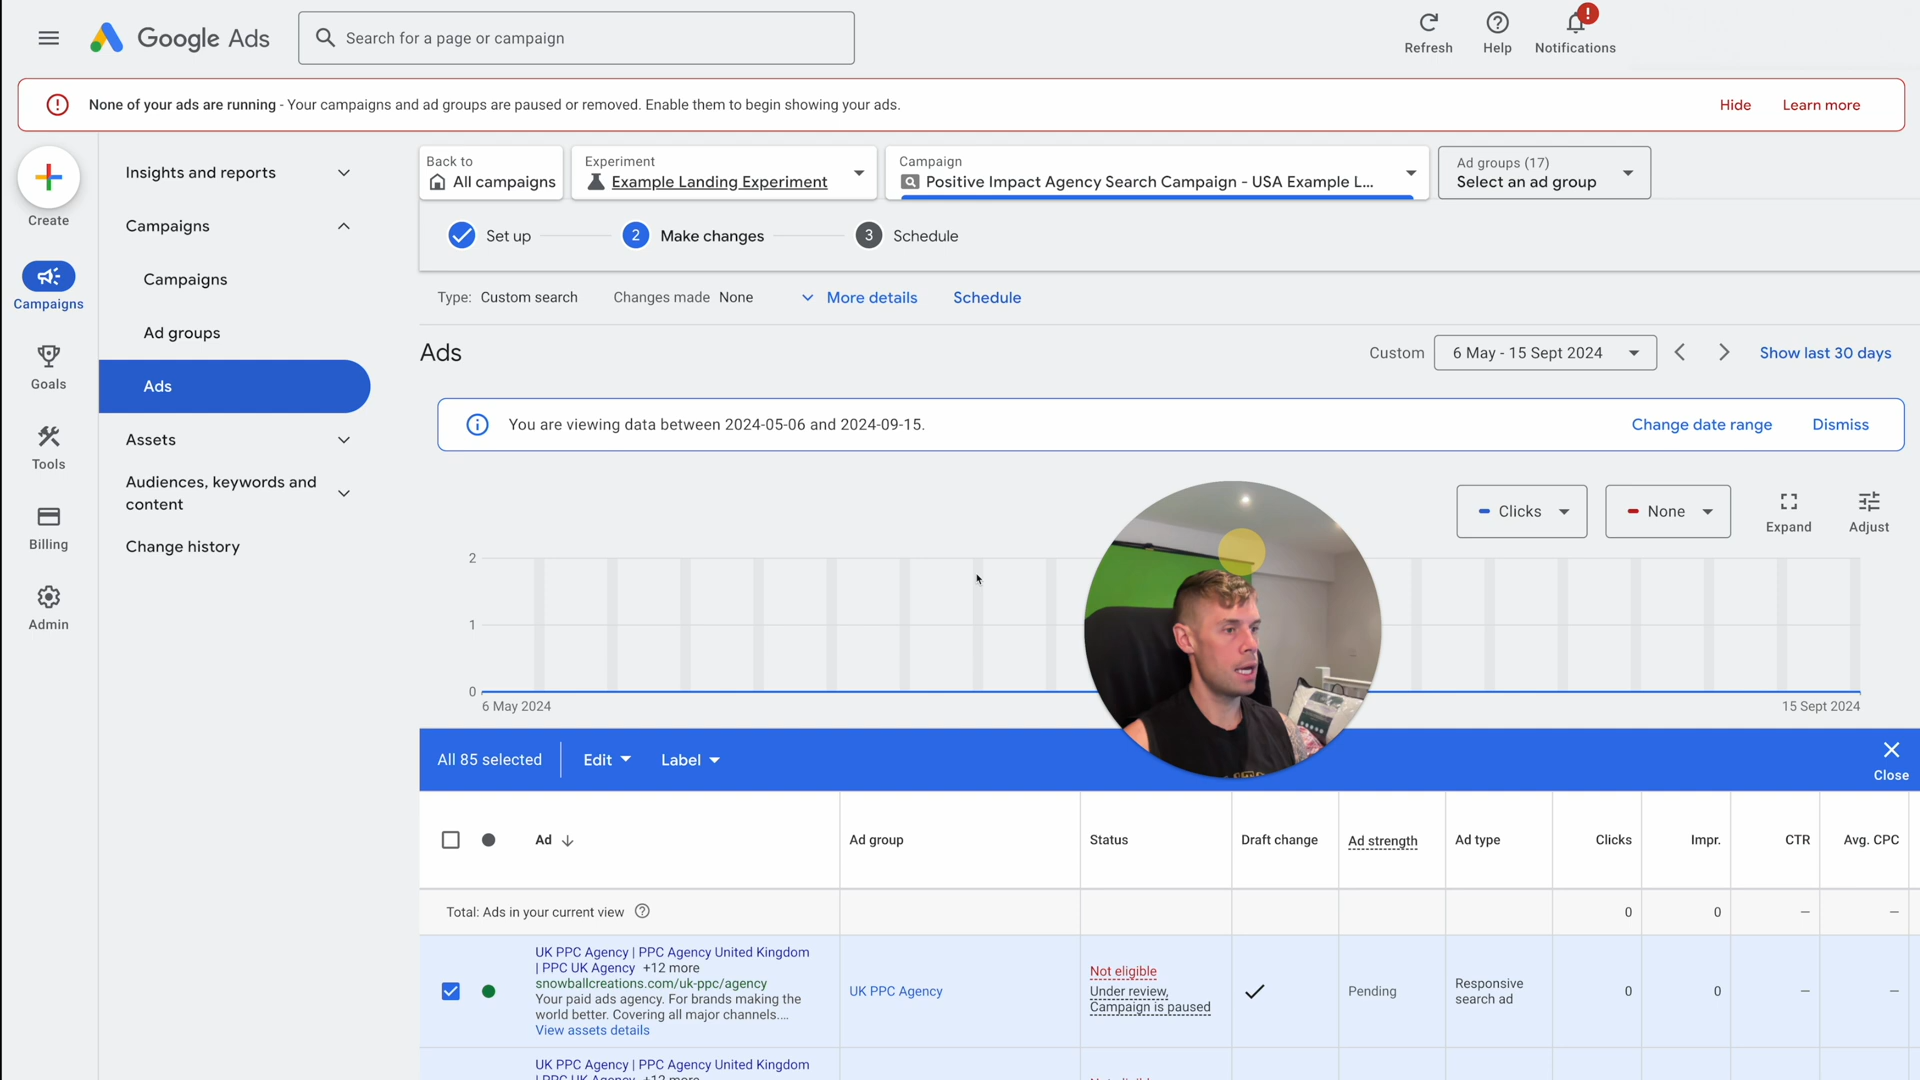 Google Ads
Search for a page or campaign
Refresh
Help
Notifications
None of your ads are running - Your campaigns and ad groups are paused or removed. Enable them to begin showing your ads.
Hide
Learn more
Create
Campaigns
Goals
Tools
Billing
Admin
Insights and reports
Campaigns
Campaigns
Ad groups
Ads
Assets
Audiences, keywords and
content
Change history
Back to
All campaigns
Experiment
Example Landing Experiment
Campaign
Positive Impact Agency Search Campaign - USA Example L...
Ad groups (17)
Select an ad group
Set up
2 Make changes
3 Schedule
Type: Custom search
Changes made None
More details
Schedule
Ads
Custom
6 May - 15 Sept 2024
Show last 30 days
You are viewing data between 2024-05-06 and 2024-09-15.
Change date range
Dismiss
Clicks
None
Expand
Adjust
2
1
0
6 May 2024
15 Sept 2024
All 85 selected
Edit
Label
Close
Ad
Ad group
Status
Draft change
Ad strength
Ad type
Clicks
Impr.
CTR
Avg. CPC
Total: Ads in your current view
0
0
–
–
UK PPC Agency | PPC Agency United Kingdom
| PPC UK Agency +12 more
snowballcreations.com/uk-ppc/agency
Your paid ads agency. For brands making the
world better. Covering all major channels....
View assets details
UK PPC Agency
Not eligible
Under review,
Campaign is paused
Pending
Responsive
search ad
0
0
–
–
UK PPC Agency | PPC Agency United Kingdom
| PPC UK Agency +12 more